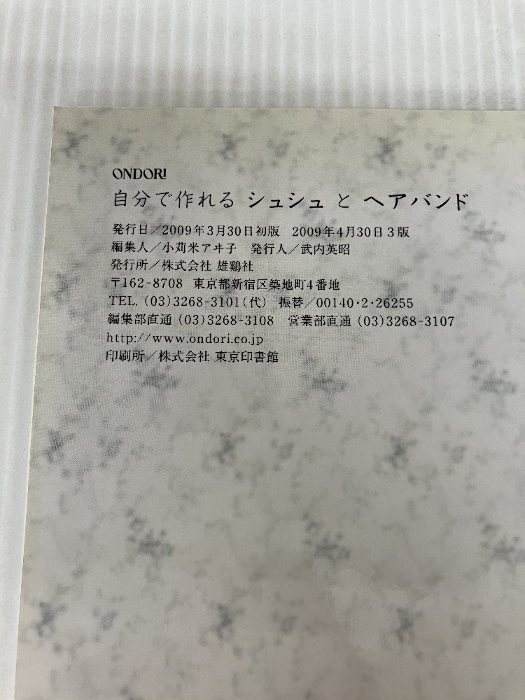 ONDORI
自分で作れる シュシュ と ヘアバンド
発行日／2009年3月30日初版 2009年4月30日3版
編集人／小苅米アヰ子 発行人／武内英昭
発行所／株式会社 雄鶏社
〒162-8708 東京都新宿区築地町4番地
TEL. (03)3268-3101(代) 振替／00140・2・26255
編集部直通 (03)3268-3108 営業部直通 (03)3268-3107
http://www.ondori.co.jp
印刷所／株式会社 東京印書館